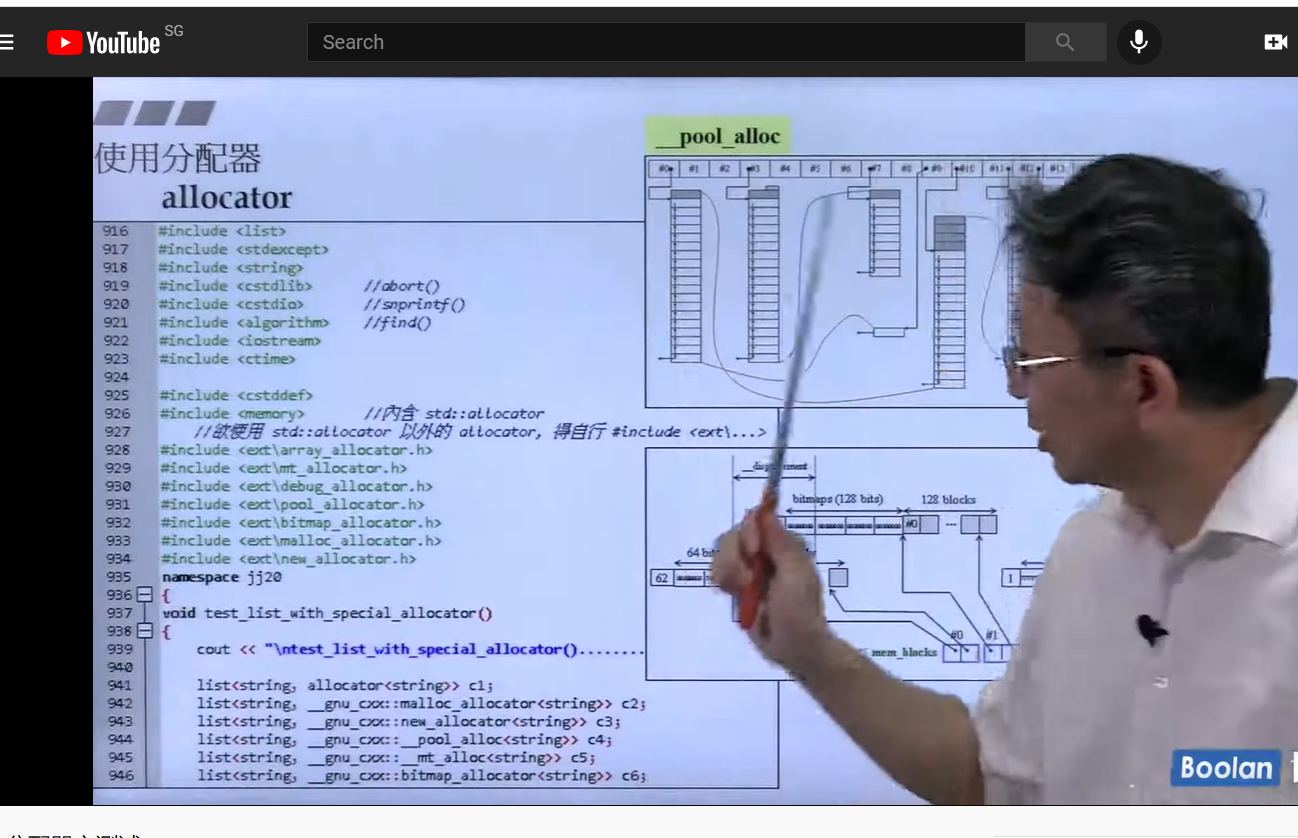 YouTube SG
Search
使用分配器
allocator
__pool_alloc
#0 #1 #2 #3 #4 #5 #6 #7 #8 #9 #10 #11 #12 #13
916 #include <list>
917 #include <stdexcept>
918 #include <string>
919 #include <cstdlib> //abort()
920 #include <cstdio> //snprintf()
921 #include <algorithm> //find()
922 #include <iostream>
923 #include <ctime>
924
925 #include <cstddef>
926 #include <memory> //內含 std::allocator
927 //欲使用 std::allocator 以外的 allocator, 得自行 #include <ext\...>
928 #include <ext\array_allocator.h>
929 #include <ext\mt_allocator.h>
930 #include <ext\debug_allocator.h>
931 #include <ext\pool_allocator.h>
932 #include <ext\bitmap_allocator.h>
933 #include <ext\malloc_allocator.h>
934 #include <ext\new_allocator.h>
935 namespace jj20
936 {
937 void test_list_with_special_allocator()
938 {
939 cout << "\ntest_list_with_special_allocator().......
940
941 list<string, allocator<string>> c1;
942 list<string, __gnu_cxx::malloc_allocator<string>> c2;
943 list<string, __gnu_cxx::new_allocator<string>> c3;
944 list<string, __gnu_cxx::__pool_alloc<string>> c4;
945 list<string, __gnu_cxx::__mt_alloc<string>> c5;
946 list<string, __gnu_cxx::bitmap_allocator<string>> c6;
bitmaps (128 bits) 128 blocks
#0 ...
64
62
1
#0 #1
mem_blocks
Boolan